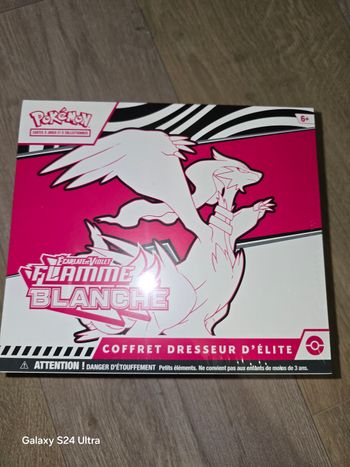 POKÉMON
CARTES À JOUER ET À COLLECTIONNER
6+
ÉCARLATE ET VIOLET
FLAMME
BLANCHE
COFFRET DRESSEUR D'ÉLITE
ATTENTION ! DANGER D'ÉTOUFFEMENT Petits éléments. Ne convient pas aux enfants de moins de 3 ans.
Galaxy S24 Ultra